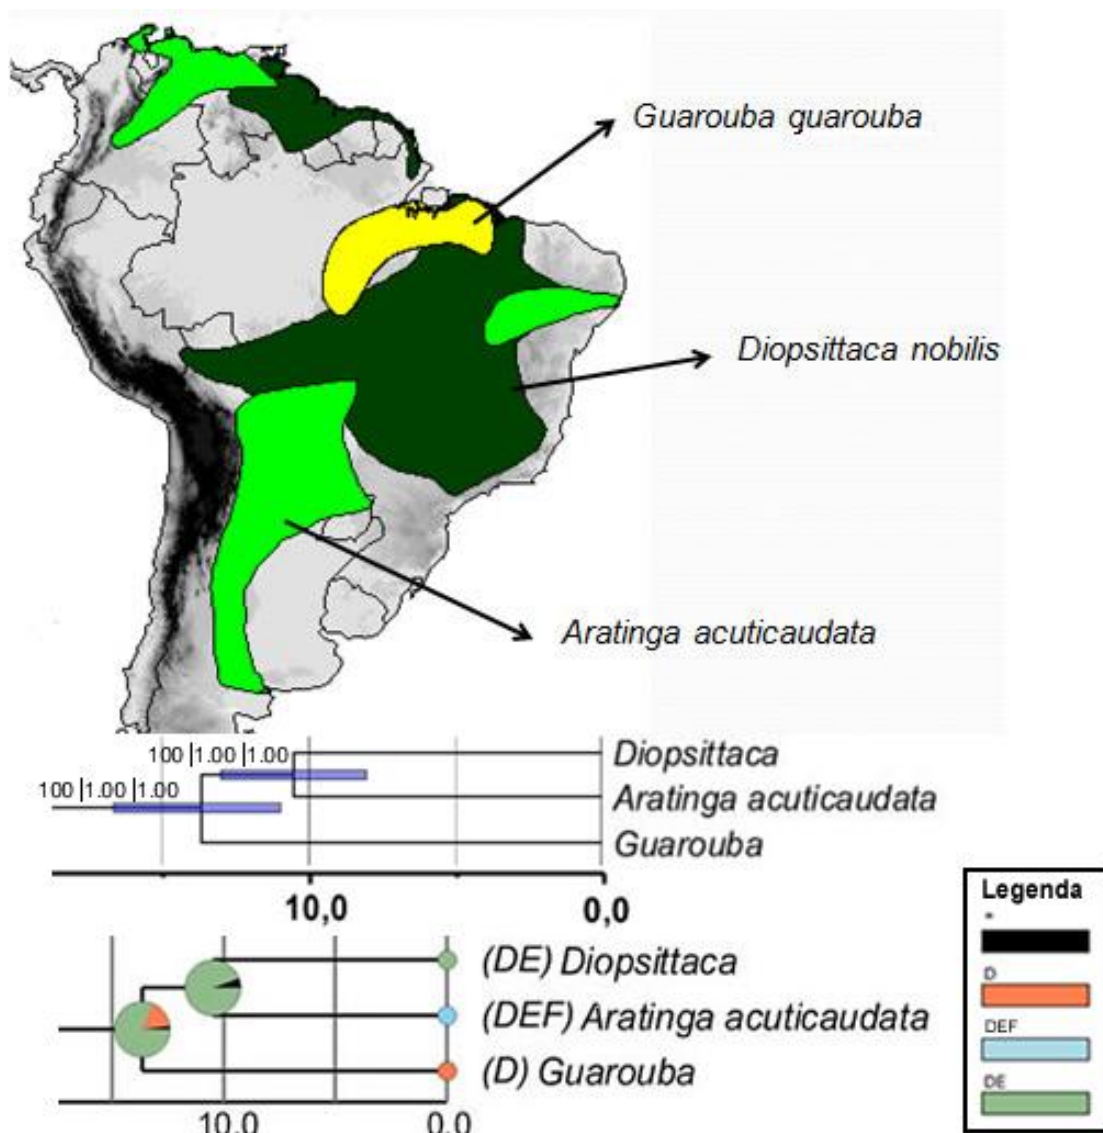 Guarouba guarouba
Diopsittaca nobilis
Aratinga acuticaudata
100 |1.00 |1.00
Diopsittaca
100 |1.00 |1.00
Aratinga acuticaudata
Guarouba
10,0 0,0
Legenda
*
D
DEF
DE
(DE) Diopsittaca
(DEF) Aratinga acuticaudata
(D) Guarouba
10.0 0.0